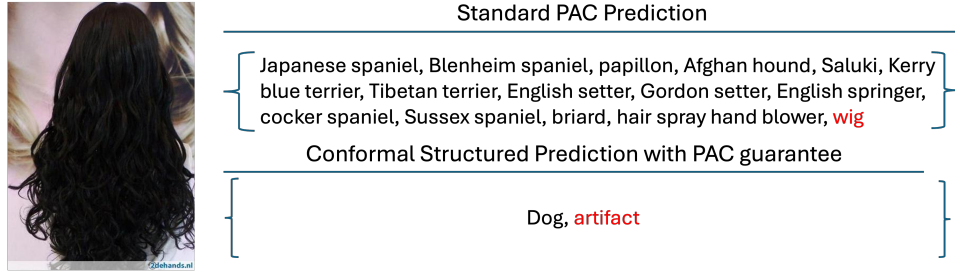 Standard PAC Prediction
Japanese spaniel, Blenheim spaniel, papillon, Afghan hound, Saluki, Kerry
blue terrier, Tibetan terrier, English setter, Gordon setter, English springer,
cocker spaniel, Sussex spaniel, briard, hair spray hand blower, wig
Conformal Structured Prediction with PAC guarantee
Dog, artifact
2dehands.nl